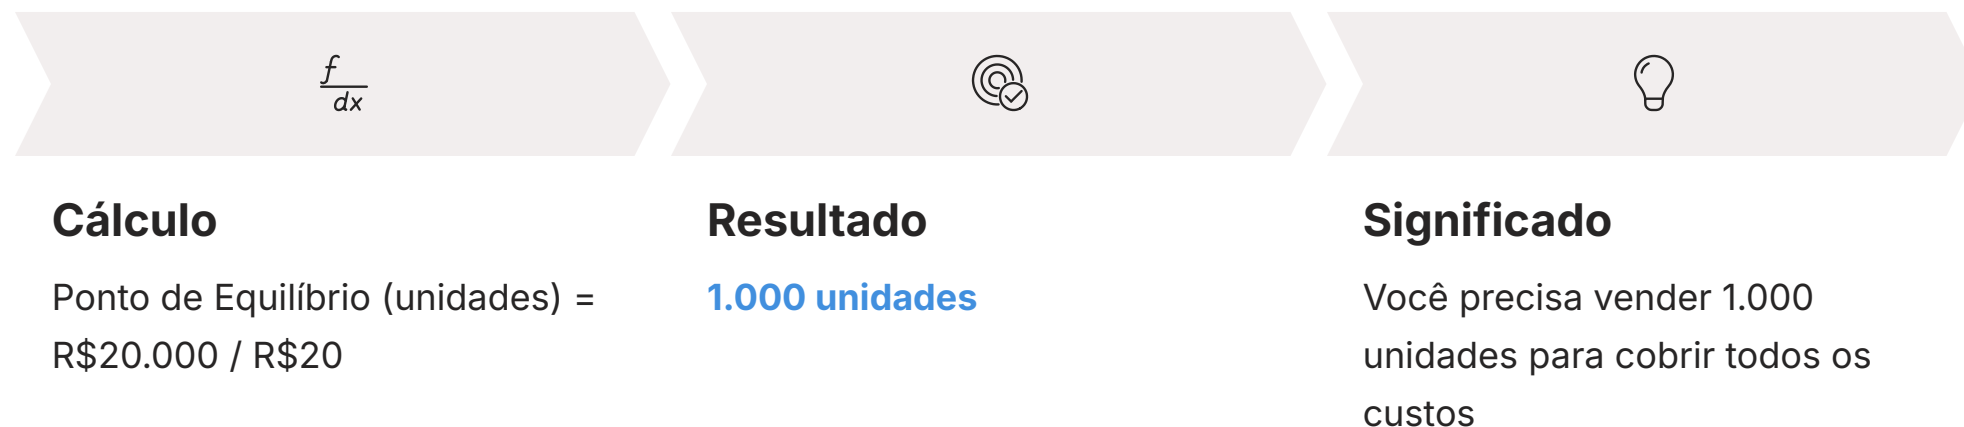 f
dx
Cálculo
Ponto de Equilíbrio (unidades) =
R$20.000 / R$20
Resultado
1.000 unidades
Significado
Você precisa vender 1.000
unidades para cobrir todos os
custos